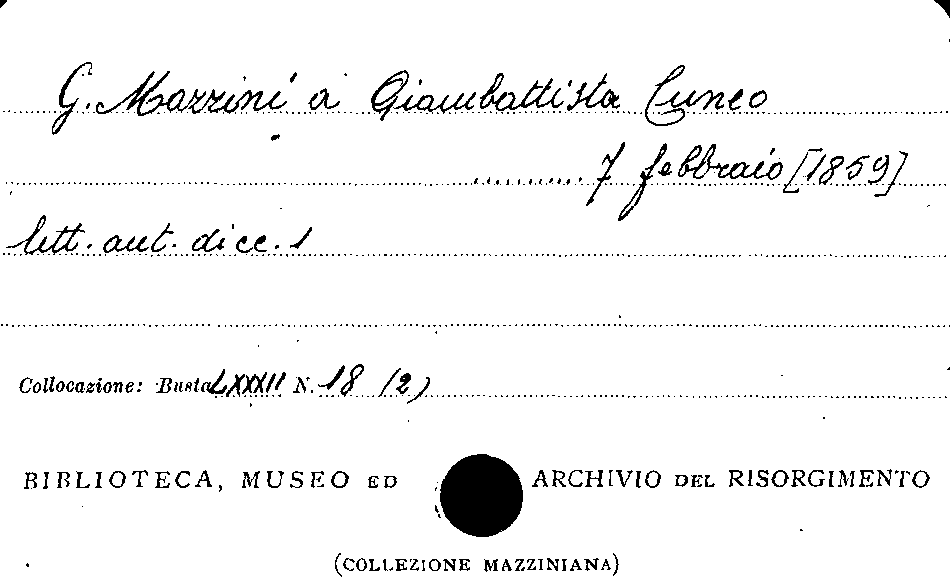 G. Mazzini a Giambattista Cuneo
.......... 7 febbraio [1859]
lett. aut. di cc. 1
Collocazione: Busta LXXXII N. 18 (2)
BIBLIOTECA, MUSEO ED ARCHIVIO DEL RISORGIMENTO
(COLLEZIONE MAZZINIANA)